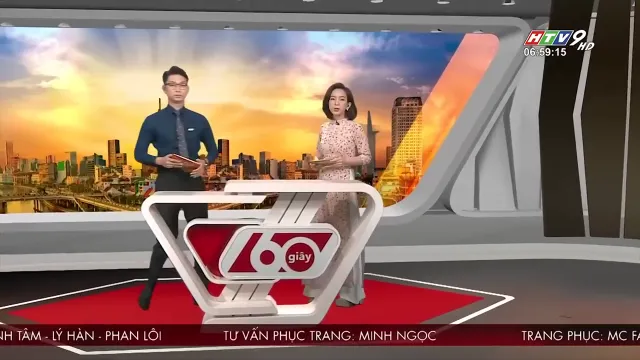 HTV9 HD
06:59:15
60 giây
NH TÂM - LÝ HÀN - PHAN LÔI TƯ VẤN PHỤC TRANG: MINH NGỌC TRANG PHỤC: MC FA